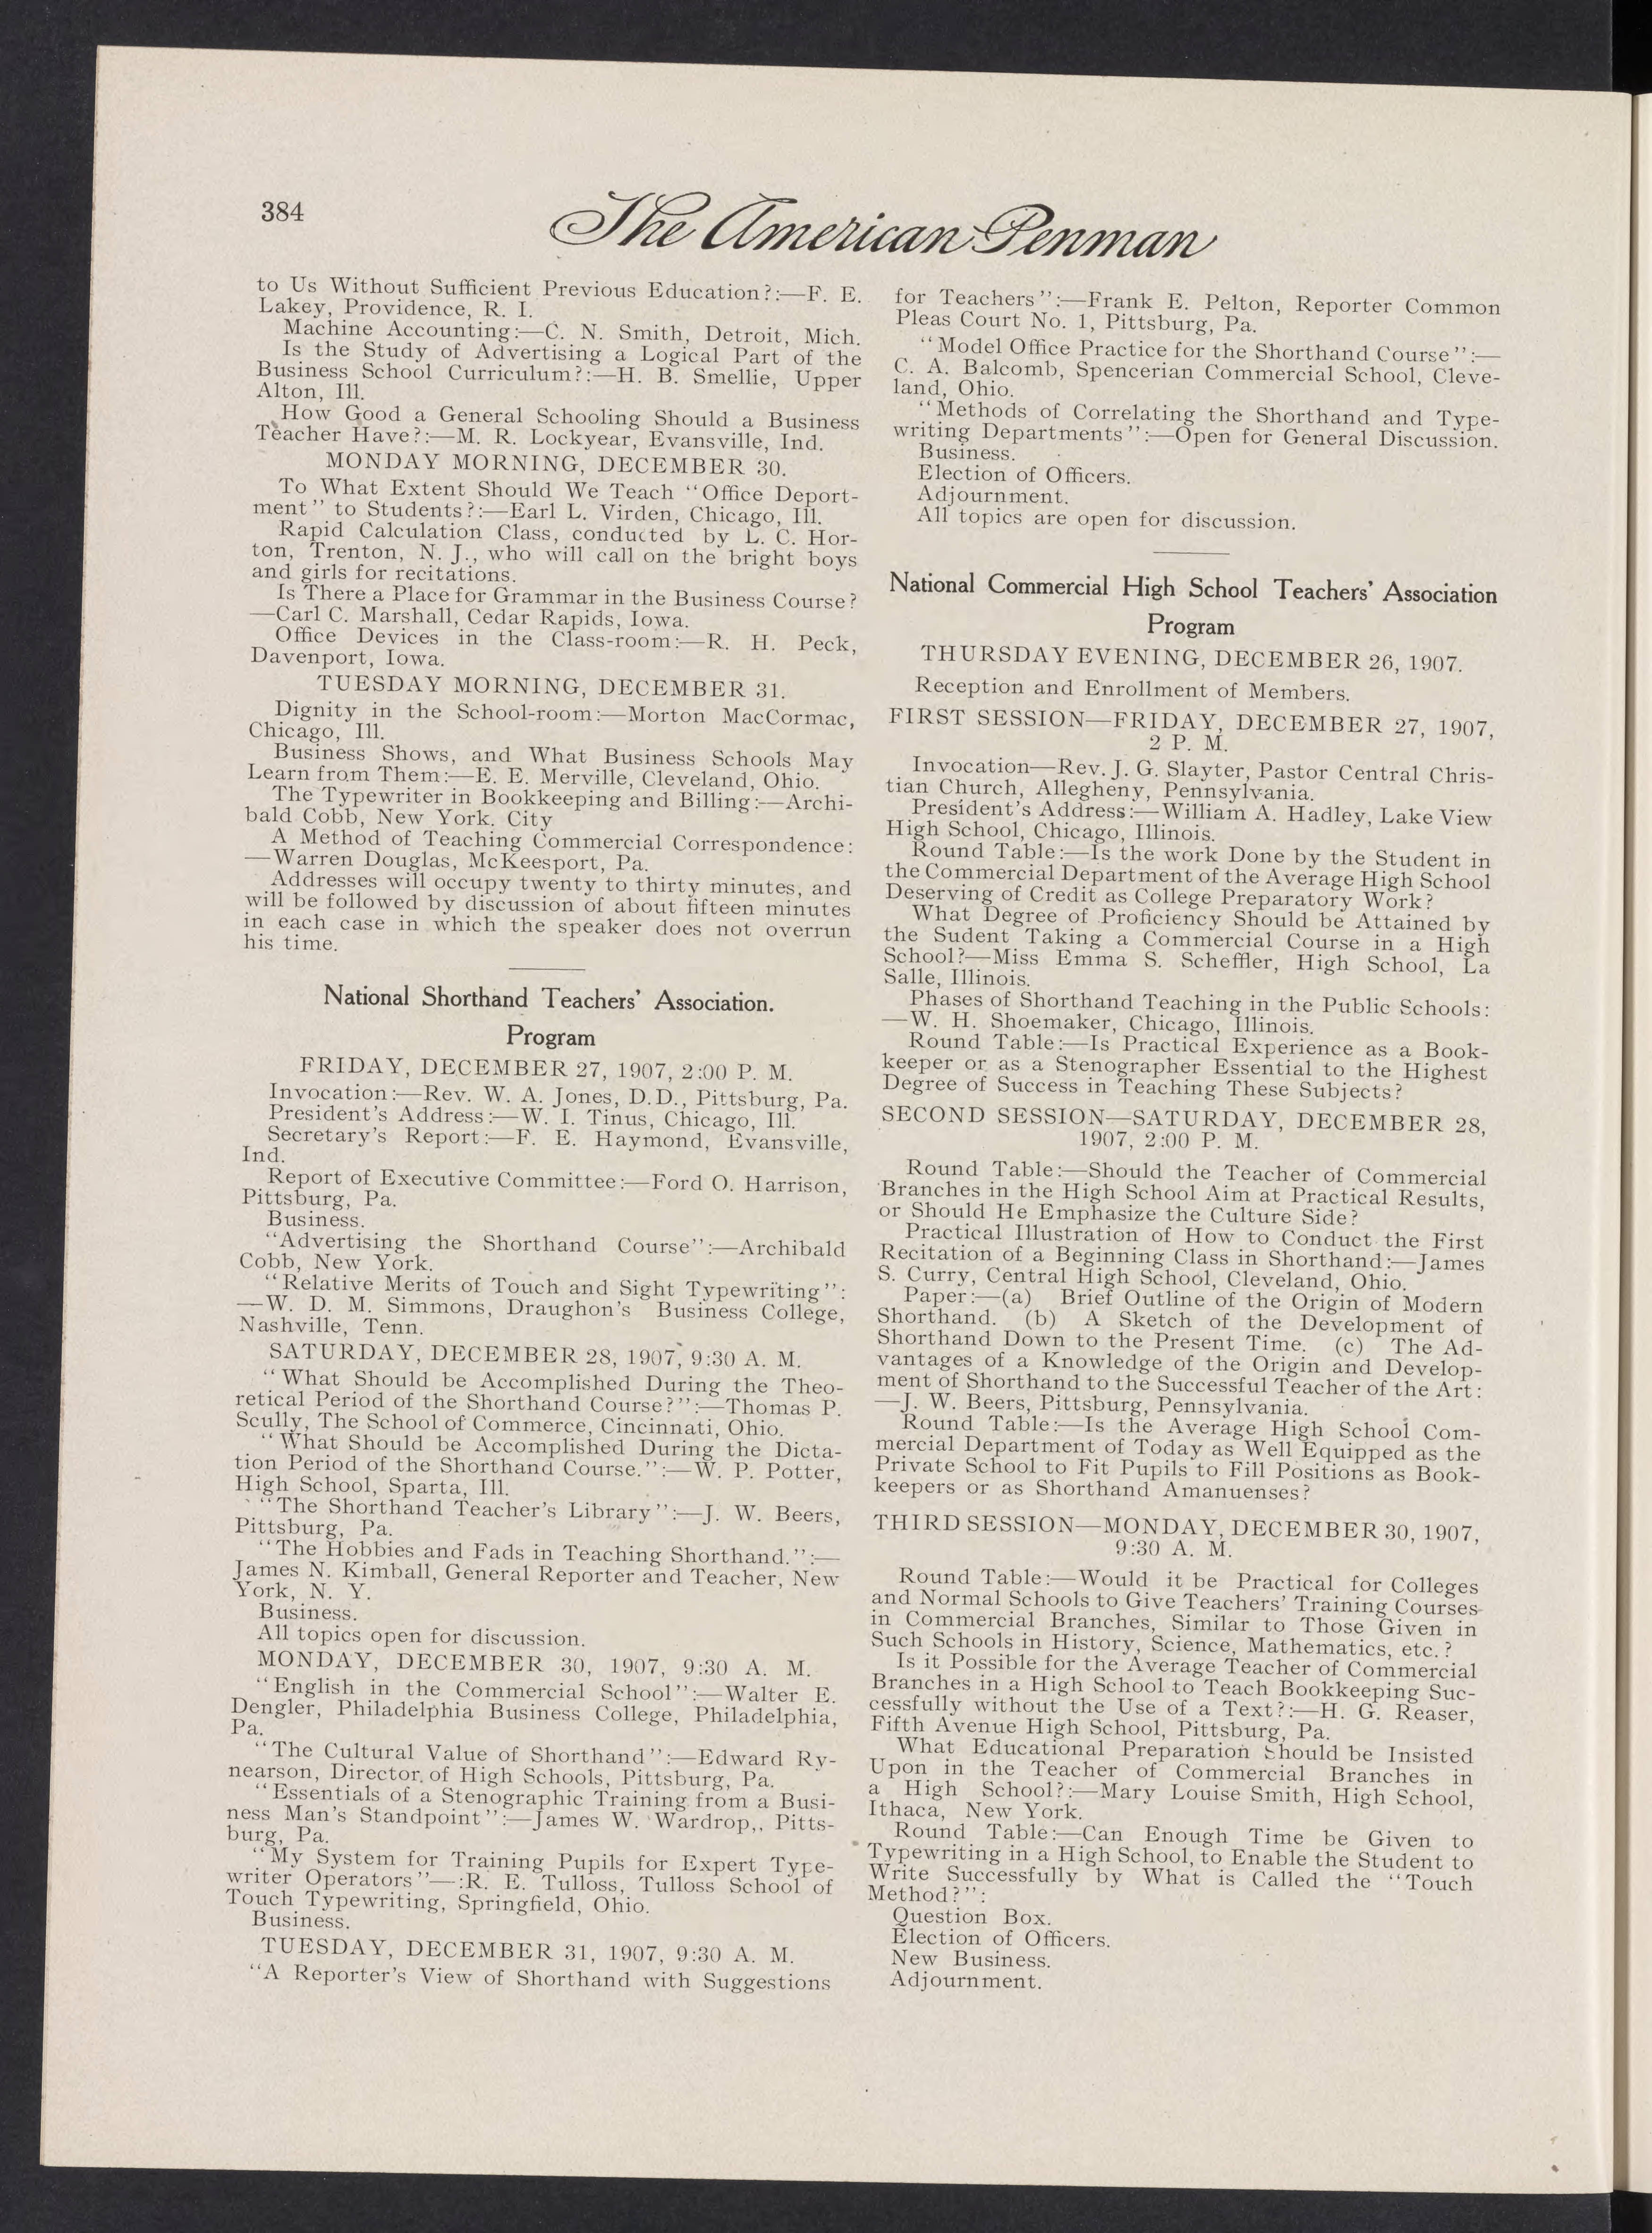 384
The American Penman
to Us Without Sufficient Previous Education?:—F. E.
Lakey, Providence, R. I.
Machine Accounting:—C. N. Smith, Detroit, Mich.
Is the Study of Advertising a Logical Part of the
Business School Curriculum?:—H. B. Smellie, Upper
Alton, Ill.
How Good a General Schooling Should a Business
Teacher Have?:—M. R. Lockyear, Evansville, Ind.
MONDAY MORNING, DECEMBER 30.
To What Extent Should We Teach "Office Deport-
ment" to Students?:—Earl L. Virden, Chicago, Ill.
Rapid Calculation Class, conducted by L. C. Hor-
ton, Trenton, N. J., who will call on the bright boys
and girls for recitations.
Is There a Place for Grammar in the Business Course?
—Carl C. Marshall, Cedar Rapids, Iowa.
Office Devices in the Class-room:—R. H. Peck,
Davenport, Iowa.
TUESDAY MORNING, DECEMBER 31.
Dignity in the School-room:—Morton MacCormac,
Chicago, Ill.
Business Shows, and What Business Schools May
Learn from Them:—E. E. Merville, Cleveland, Ohio.
The Typewriter in Bookkeeping and Billing:—Archi-
bald Cobb, New York. City
A Method of Teaching Commercial Correspondence:
—Warren Douglas, McKeesport, Pa.
Addresses will occupy twenty to thirty minutes, and
will be followed by discussion of about fifteen minutes
in each case in which the speaker does not overrun
his time.
National Shorthand Teachers' Association.
Program
FRIDAY, DECEMBER 27, 1907, 2:00 P. M.
Invocation:—Rev. W. A. Jones, D.D., Pittsburg, Pa.
President's Address:—W. I. Tinus, Chicago, Ill.
Secretary's Report:—F. E. Haymond, Evansville,
Ind.
Report of Executive Committee:—Ford O. Harrison,
Pittsburg, Pa.
Business.
"Advertising the Shorthand Course":—Archibald
Cobb, New York.
"Relative Merits of Touch and Sight Typewriting":
—W. D. M. Simmons, Draughon's Business College,
Nashville, Tenn.
SATURDAY, DECEMBER 28, 1907, 9:30 A. M.
"What Should be Accomplished During the Theo-
retical Period of the Shorthand Course?":—Thomas P.
Scully, The School of Commerce, Cincinnati, Ohio.
"What Should be Accomplished During the Dicta-
tion Period of the Shorthand Course.":—W. P. Potter,
High School, Sparta, Ill.
"The Shorthand Teacher's Library":—J. W. Beers,
Pittsburg, Pa.
"The Hobbies and Fads in Teaching Shorthand.":—
James N. Kimball, General Reporter and Teacher, New
York, N. Y.
Business.
All topics open for discussion.
MONDAY, DECEMBER 30, 1907, 9:30 A. M.
"English in the Commercial School":—Walter E.
Dengler, Philadelphia Business College, Philadelphia,
Pa.
"The Cultural Value of Shorthand":—Edward Ry-
nearson, Director of High Schools, Pittsburg, Pa.
"Essentials of a Stenographic Training from a Busi-
ness Man's Standpoint":—James W. Wardrop,, Pitts-
burg, Pa.
"My System for Training Pupils for Expert Type-
writer Operators"—:R. E. Tulloss, Tulloss School of
Touch Typewriting, Springfield, Ohio.
Business.
TUESDAY, DECEMBER 31, 1907, 9:30 A. M.
"A Reporter's View of Shorthand with Suggestions
for Teachers":—Frank E. Pelton, Reporter Common
Pleas Court No. 1, Pittsburg, Pa.
"Model Office Practice for the Shorthand Course":—
C. A. Balcomb, Spencerian Commercial School, Cleve-
land, Ohio.
"Methods of Correlating the Shorthand and Type-
writing Departments":—Open for General Discussion.
Business.
Election of Officers.
Adjournment.
All topics are open for discussion.
National Commercial High School Teachers' Association
Program
THURSDAY EVENING, DECEMBER 26, 1907.
Reception and Enrollment of Members.
FIRST SESSION—FRIDAY, DECEMBER 27, 1907,
2 P. M.
Invocation—Rev. J. G. Slayter, Pastor Central Chris-
tian Church, Allegheny, Pennsylvania.
President's Address:—William A. Hadley, Lake View
High School, Chicago, Illinois.
Round Table:—Is the work Done by the Student in
the Commercial Department of the Average High School
Deserving of Credit as College Preparatory Work?
What Degree of Proficiency Should be Attained by
the Sudent Taking a Commercial Course in a High
School?—Miss Emma S. Scheffler, High School, La
Salle, Illinois.
Phases of Shorthand Teaching in the Public Schools:
—W. H. Shoemaker, Chicago, Illinois.
Round Table:—Is Practical Experience as a Book-
keeper or as a Stenographer Essential to the Highest
Degree of Success in Teaching These Subjects?
SECOND SESSION—SATURDAY, DECEMBER 28,
1907, 2:00 P. M.
Round Table:—Should the Teacher of Commercial
Branches in the High School Aim at Practical Results,
or Should He Emphasize the Culture Side?
Practical Illustration of How to Conduct the First
Recitation of a Beginning Class in Shorthand:—James
S. Curry, Central High School, Cleveland, Ohio.
Paper:—(a) Brief Outline of the Origin of Modern
Shorthand. (b) A Sketch of the Development of
Shorthand Down to the Present Time. (c) The Ad-
vantages of a Knowledge of the Origin and Develop-
ment of Shorthand to the Successful Teacher of the Art:
—J. W. Beers, Pittsburg, Pennsylvania.
Round Table:—Is the Average High School Com-
mercial Department of Today as Well Equipped as the
Private School to Fit Pupils to Fill Positions as Book-
keepers or as Shorthand Amanuenses?
THIRD SESSION—MONDAY, DECEMBER 30, 1907,
9:30 A. M.
Round Table:—Would it be Practical for Colleges
and Normal Schools to Give Teachers' Training Courses
in Commercial Branches, Similar to Those Given in
Such Schools in History, Science, Mathematics, etc.?
Is it Possible for the Average Teacher of Commercial
Branches in a High School to Teach Bookkeeping Suc-
cessfully without the Use of a Text?:—H. G. Reaser,
Fifth Avenue High School, Pittsburg, Pa.
What Educational Preparation Should be Insisted
Upon in the Teacher of Commercial Branches in
a High School?:—Mary Louise Smith, High School,
Ithaca, New York.
Round Table:—Can Enough Time be Given to
Typewriting in a High School, to Enable the Student to
Write Successfully by What is Called the "Touch
Method?":
Question Box.
Election of Officers.
New Business.
Adjournment.